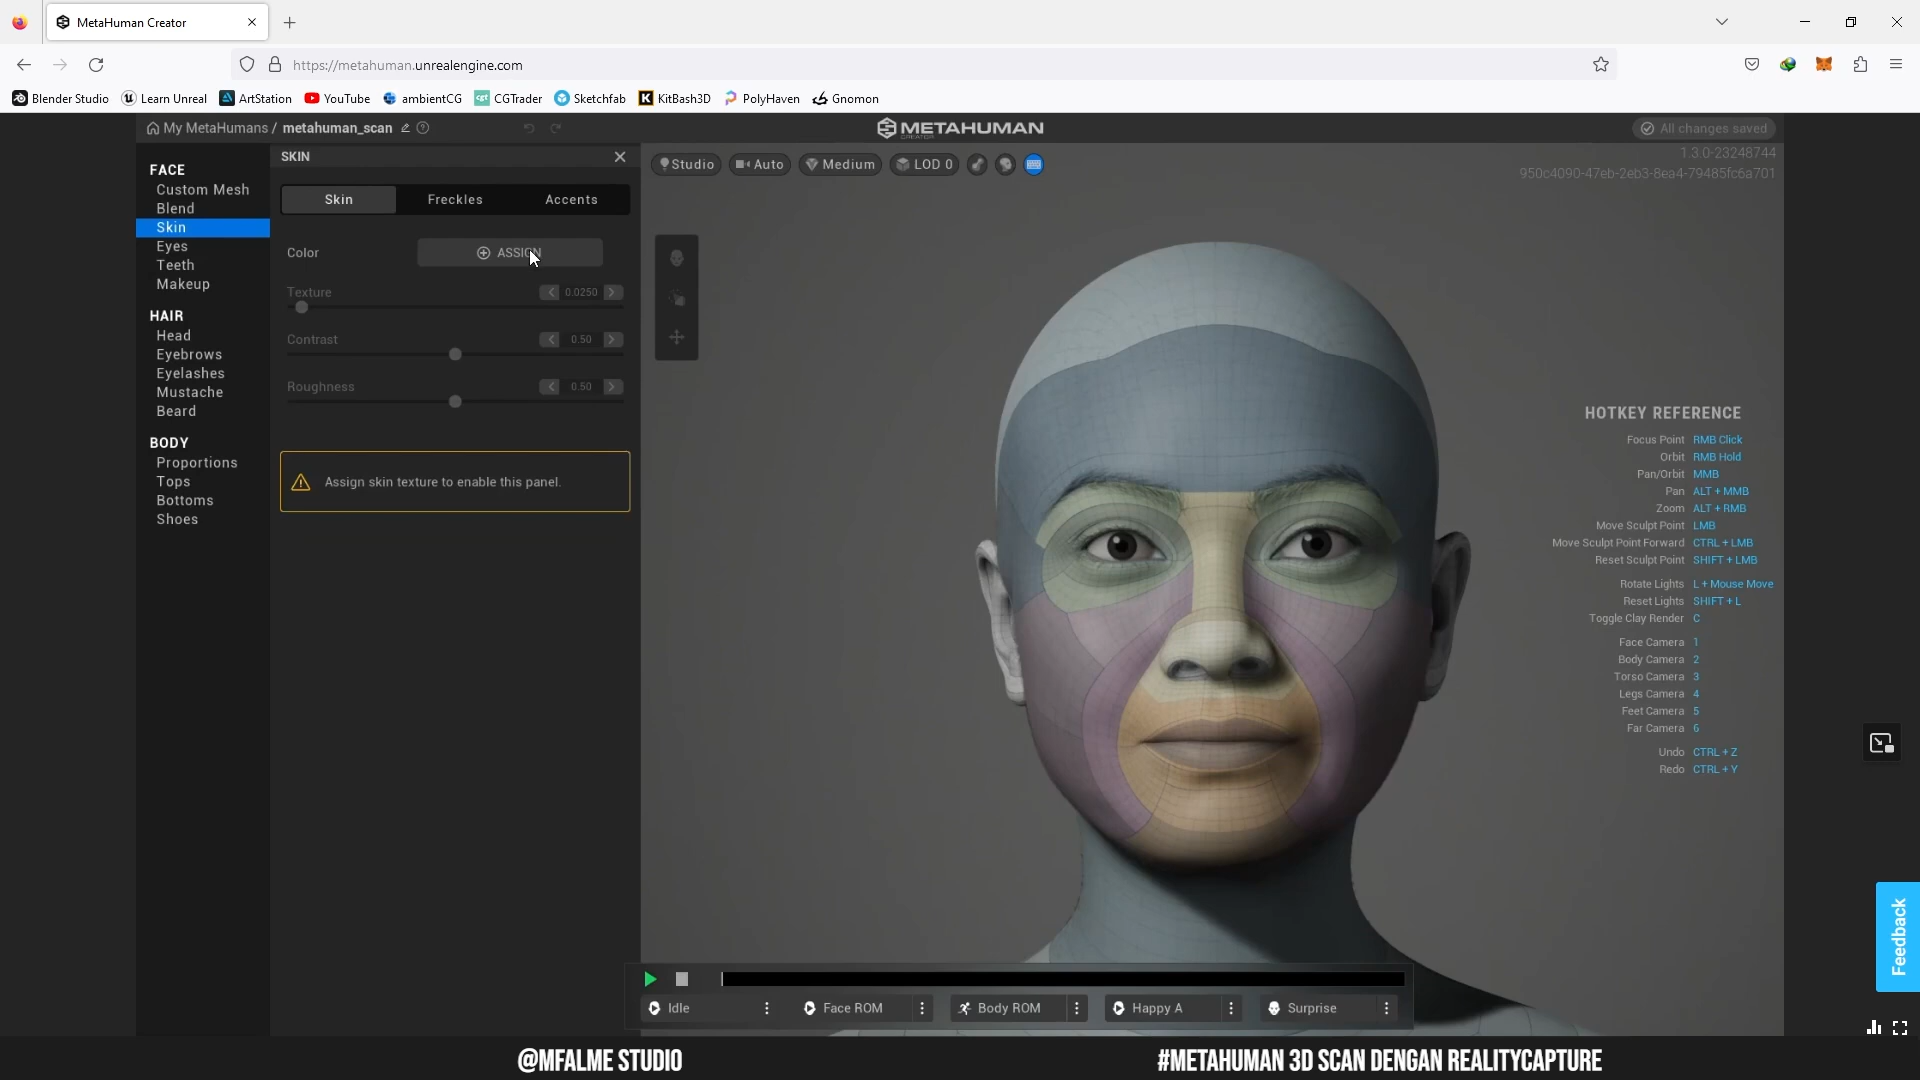 MetaHuman Creator
https://metahuman.unrealengine.com
Blender Studio Learn Unreal ArtStation YouTube ambientCG CGTrader Sketchfab KitBash3D PolyHaven Gnomon
My MetaHumans / metahuman_scan
METAHUMAN
CREATOR
All changes saved
1.3.0-23248744
950c4090-47eb-2eb3-8ea4-79485fc6a701
FACE
Custom Mesh
Blend
Skin
Eyes
Teeth
Makeup
HAIR
Head
Eyebrows
Eyelashes
Mustache
Beard
BODY
Proportions
Tops
Bottoms
Shoes
SKIN
Skin Freckles Accents
Color ASSIGN
Texture 0.0250
Contrast 0.50
Roughness 0.50
Assign skin texture to enable this panel.
Studio Auto Medium LOD 0
HOTKEY REFERENCE
Focus Point RMB Click
Orbit RMB Hold
Pan/Orbit MMB
Pan ALT + MMB
Zoom ALT + RMB
Move Sculpt Point LMB
Move Sculpt Point Forward CTRL + LMB
Reset Sculpt Point SHIFT + LMB
Rotate Lights L + Mouse Move
Reset Lights SHIFT + L
Toggle Clay Render C
Face Camera 1
Body Camera 2
Torso Camera 3
Legs Camera 4
Feet Camera 5
Far Camera 6
Undo CTRL + Z
Redo CTRL + Y
Feedback
Idle Face ROM Body ROM Happy A Surprise
@MFALME STUDIO
#METAHUMAN 3D SCAN DENGAN REALITYCAPTURE